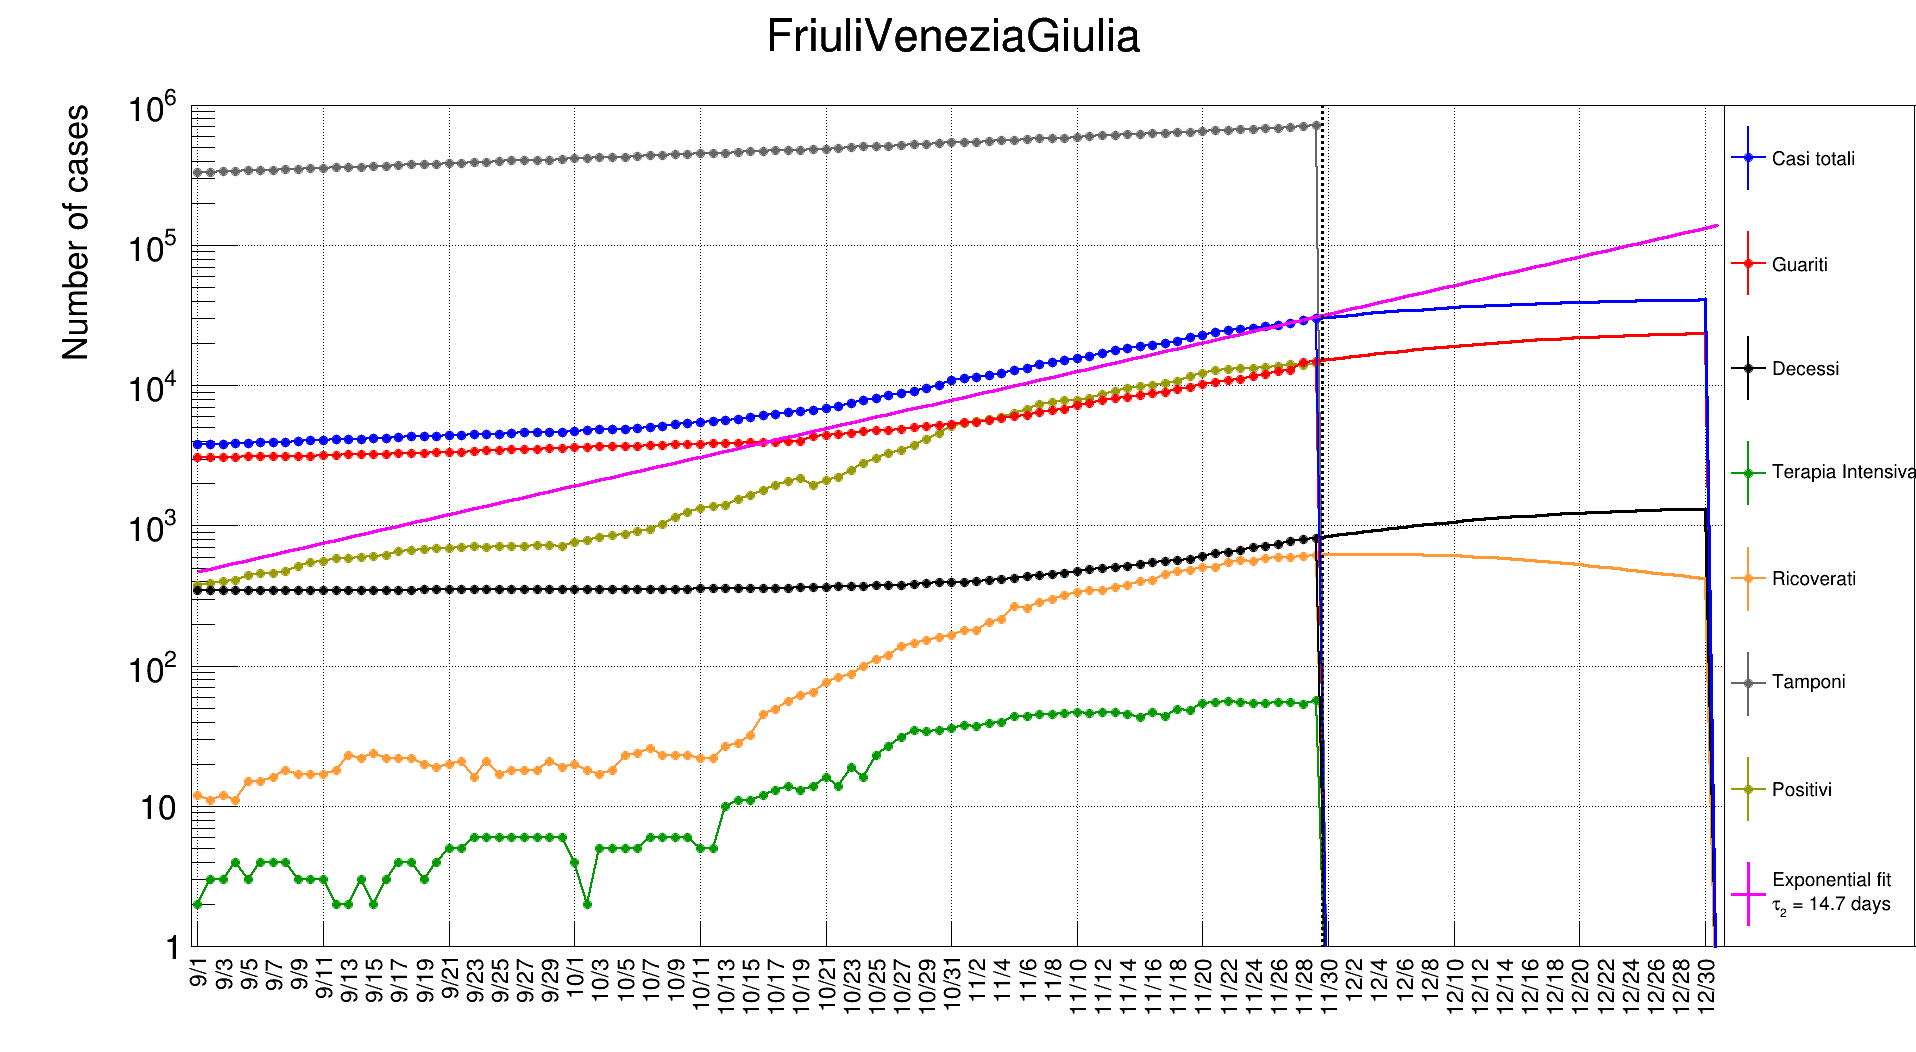 FriuliVeneziaGiulia
Number of cases
10^6
10^5
10^4
10^3
10^2
10
1
9/1 9/3 9/5 9/7 9/9 9/11 9/13 9/15 9/17 9/19 9/21 9/23 9/25 9/27 9/29 10/1 10/3 10/5 10/7 10/9 10/11 10/13 10/15 10/17 10/19 10/21 10/23 10/25 10/27 10/29 10/31 11/2 11/4 11/6 11/8 11/10 11/12 11/14 11/16 11/18 11/20 11/22 11/24 11/26 11/28 11/30 12/2 12/4 12/6 12/8 12/10 12/12 12/14 12/16 12/18 12/20 12/22 12/24 12/26 12/28 12/30
Casi totali
Guariti
Decessi
Terapia Intensiva
Ricoverati
Tamponi
Positivi
Exponential fit
τ₂ = 14.7 days